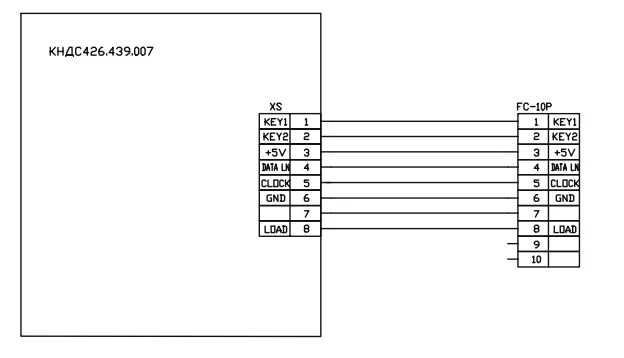 КНДС426.439.007
XS FC-10P
KEY1 1 1 KEY1
KEY2 2 2 KEY2
+5V 3 3 +5V
DATA LN 4 4 DATA LN
CLOCK 5 5 CLOCK
GND 6 6 GND
7 7
LOAD 8 8 LOAD
9
10